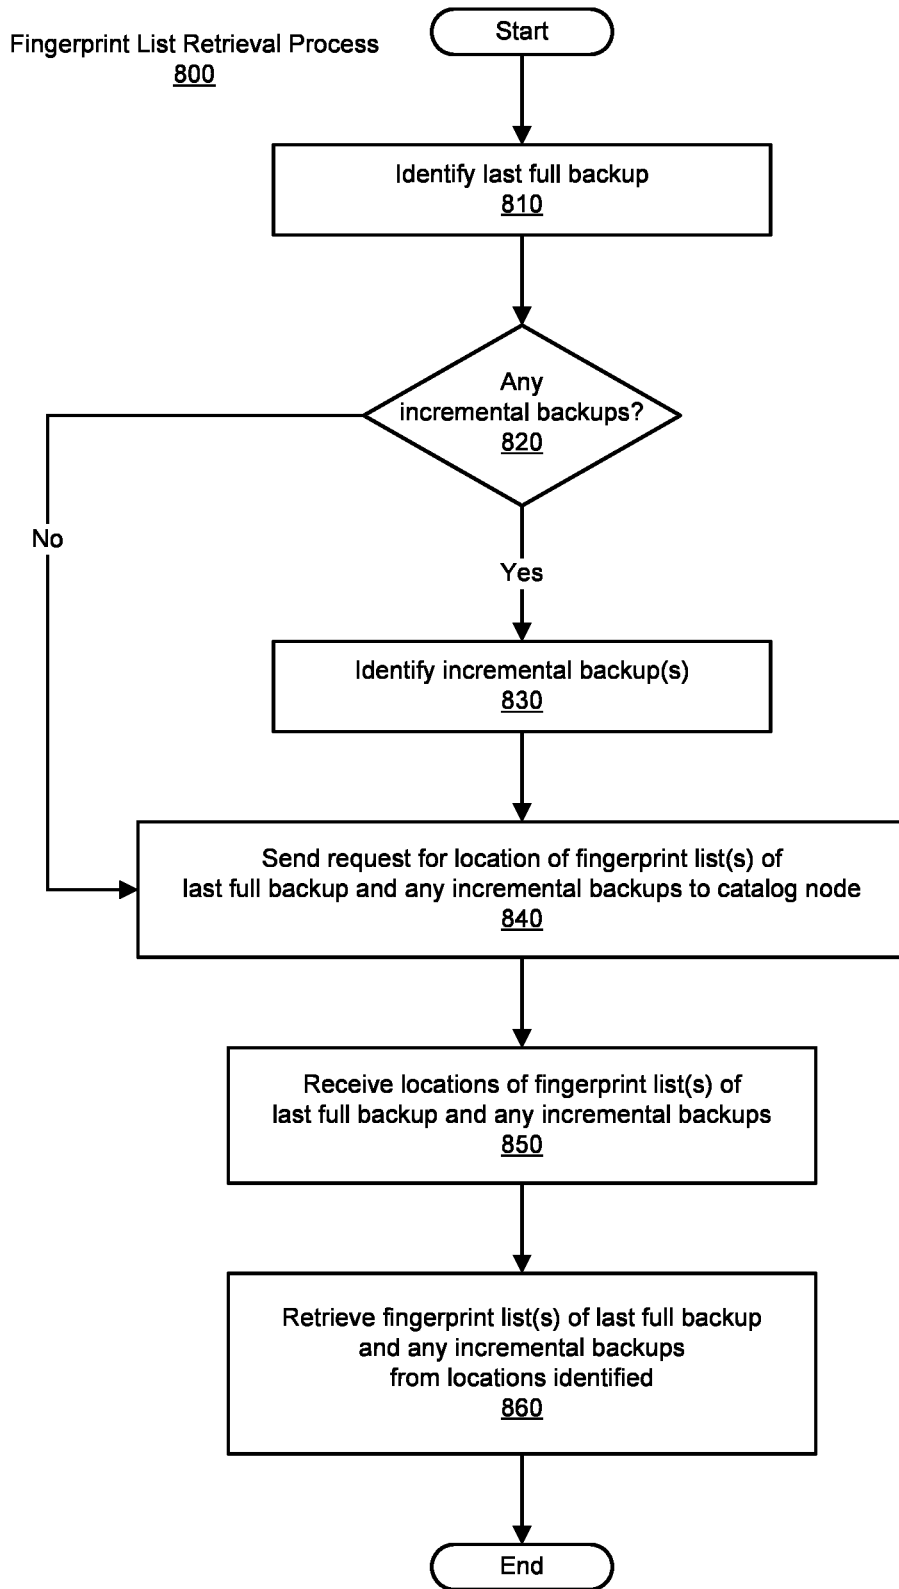 Start
Fingerprint List Retrieval Process
800
Identify last full backup
810
Any
incremental backups?
820
No
Yes
Identify incremental backup(s)
830
Send request for location of fingerprint list(s) of
last full backup and any incremental backups to catalog node
840
Receive locations of fingerprint list(s) of
last full backup and any incremental backups
850
Retrieve fingerprint list(s) of last full backup
and any incremental backups
from locations identified
860
End